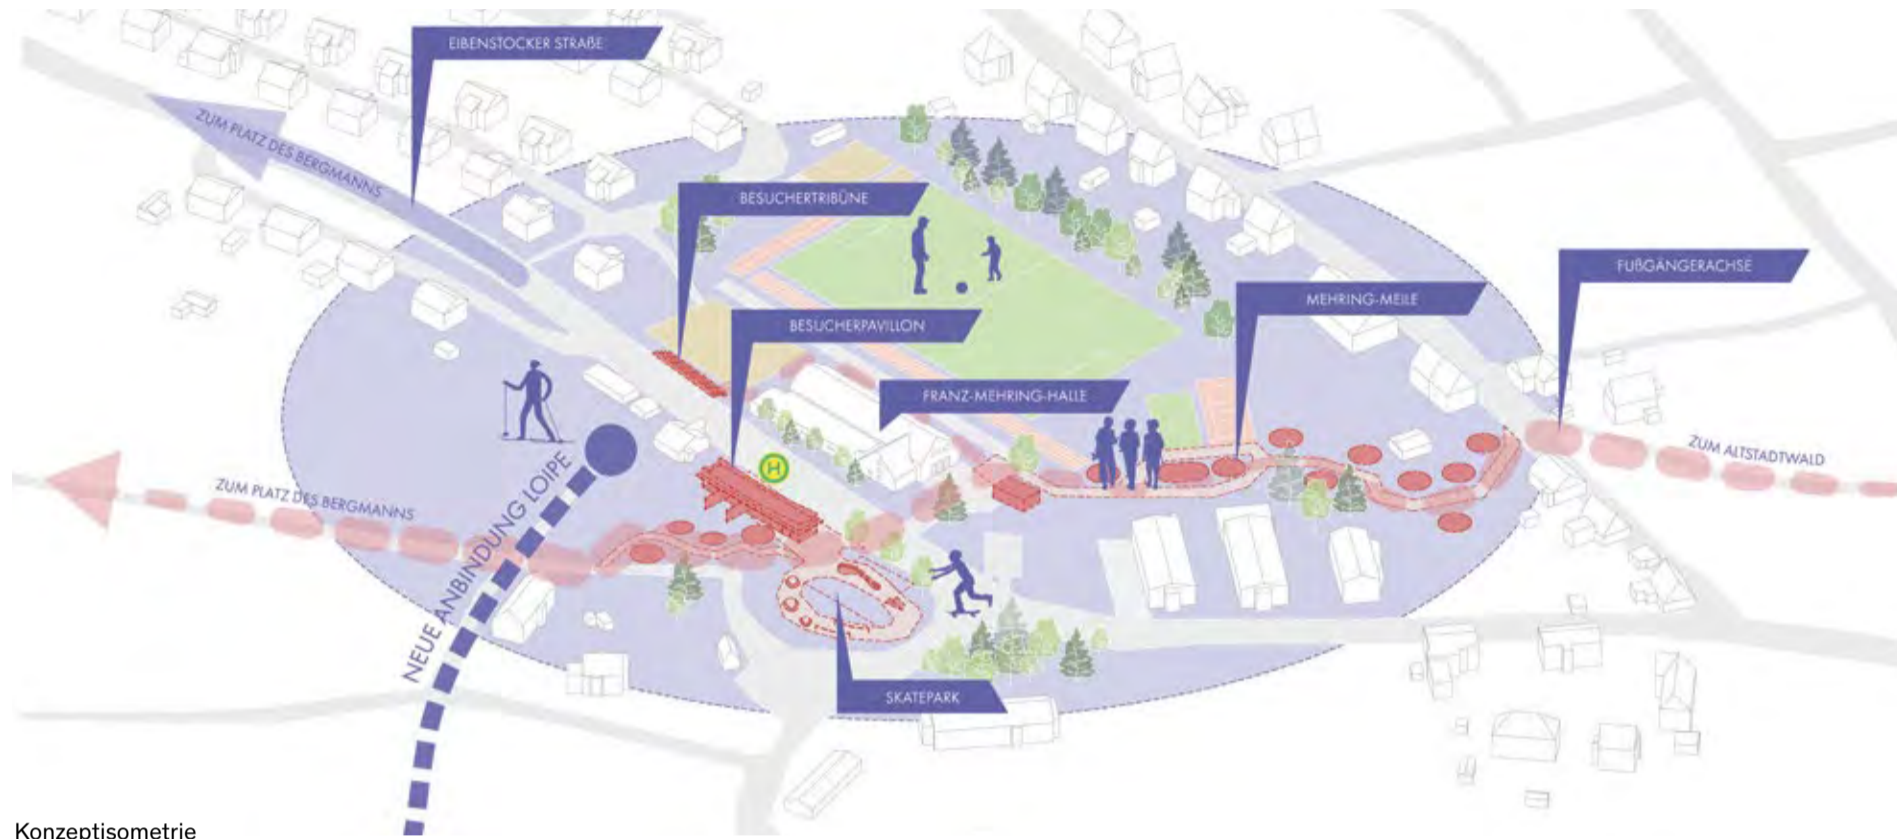 EIBENSTOCKER STRAßE
ZUM PLATZ DES BERGMANNS
BESUCHERTRIBÜNE
FUßGÄNGERACHSE
MEHRING-MEILE
BESUCHERPAVILLON
FRANZ-MEHRING-HALLE
ZUM ALTSTADTWALD
H
ZUM PLATZ DES BERGMANNS
NEUE ANBINDUNG LOIPE
SKATEPARK
Konzeptisometrie